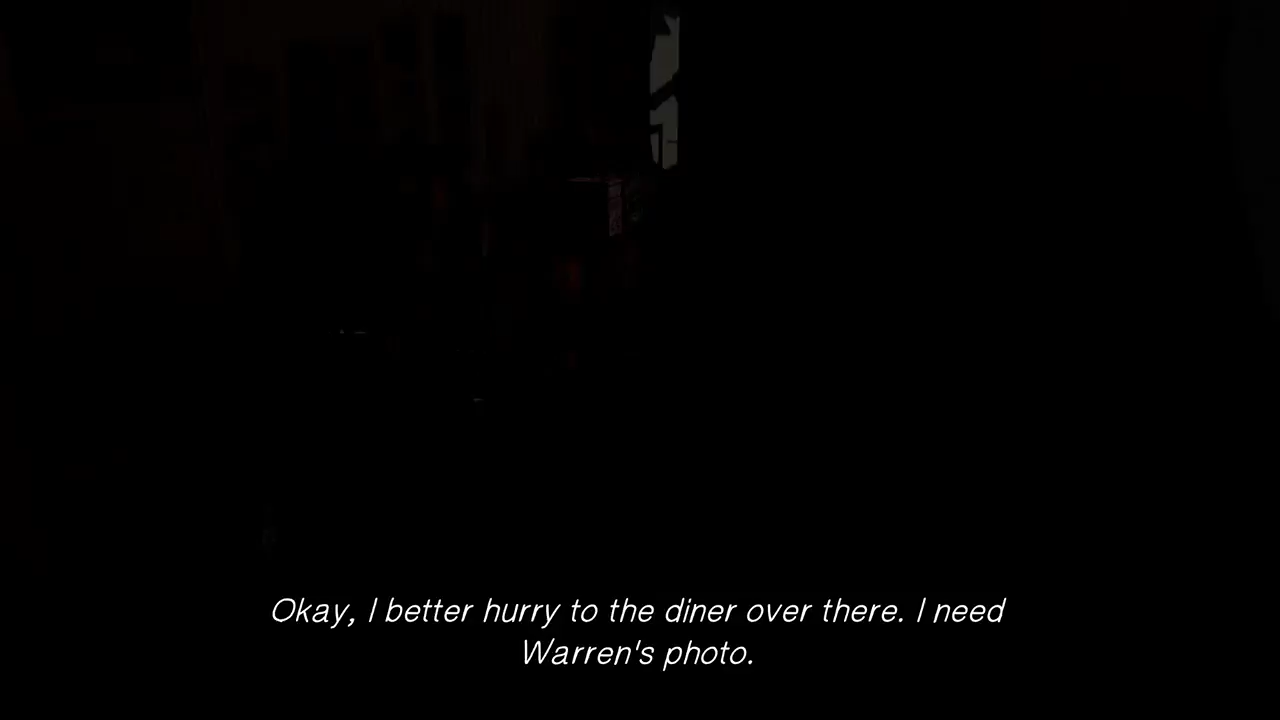 Okay, I better hurry to the diner over there. I need
Warren's photo.